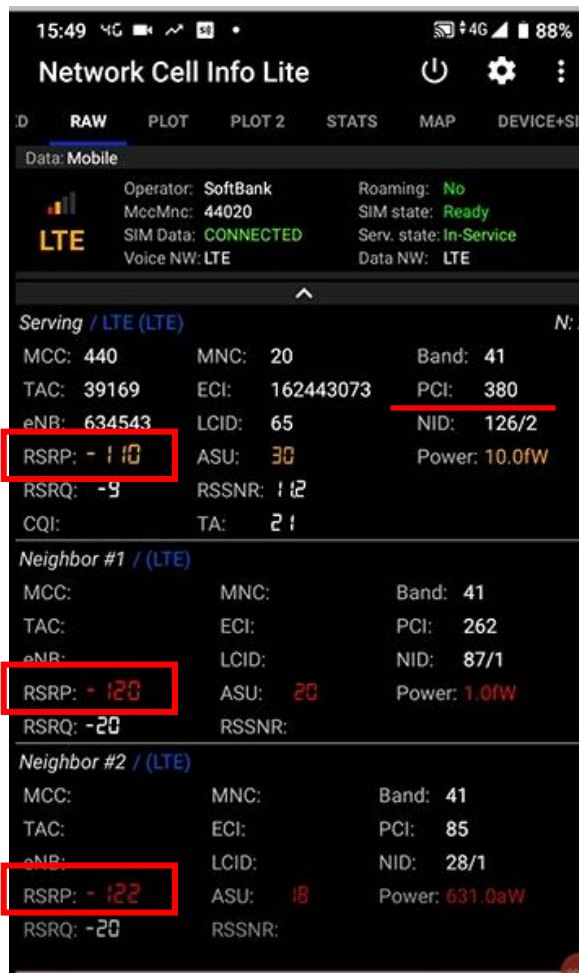 15:49 4G 4G 88%
Network Cell Info Lite
RAW PLOT PLOT 2 STATS MAP DEVICE+SI
Data: Mobile
LTE
Operator: SoftBank Roaming: No
MccMnc: 44020 SIM state: Ready
SIM Data: CONNECTED Serv. state: In-Service
Voice NW: LTE Data NW: LTE
Serving / LTE (LTE) N:
MCC: 440 MNC: 20 Band: 41
TAC: 39169 ECI: 162443073 PCI: 380
eNB: 634543 LCID: 65 NID: 126/2
RSRP: -110 ASU: 30 Power: 10.0fW
RSRQ: -9 RSSNR: 11.2
CQI: TA: 21
Neighbor #1 / (LTE)
MCC: MNC: Band: 41
TAC: ECI: PCI: 262
eNB: LCID: NID: 87/1
RSRP: -120 ASU: 20 Power: 1.0fW
RSRQ: -20 RSSNR:
Neighbor #2 / (LTE)
MCC: MNC: Band: 41
TAC: ECI: PCI: 85
eNB: LCID: NID: 28/1
RSRP: -122 ASU: 18 Power: 631.0aW
RSRQ: -20 RSSNR: